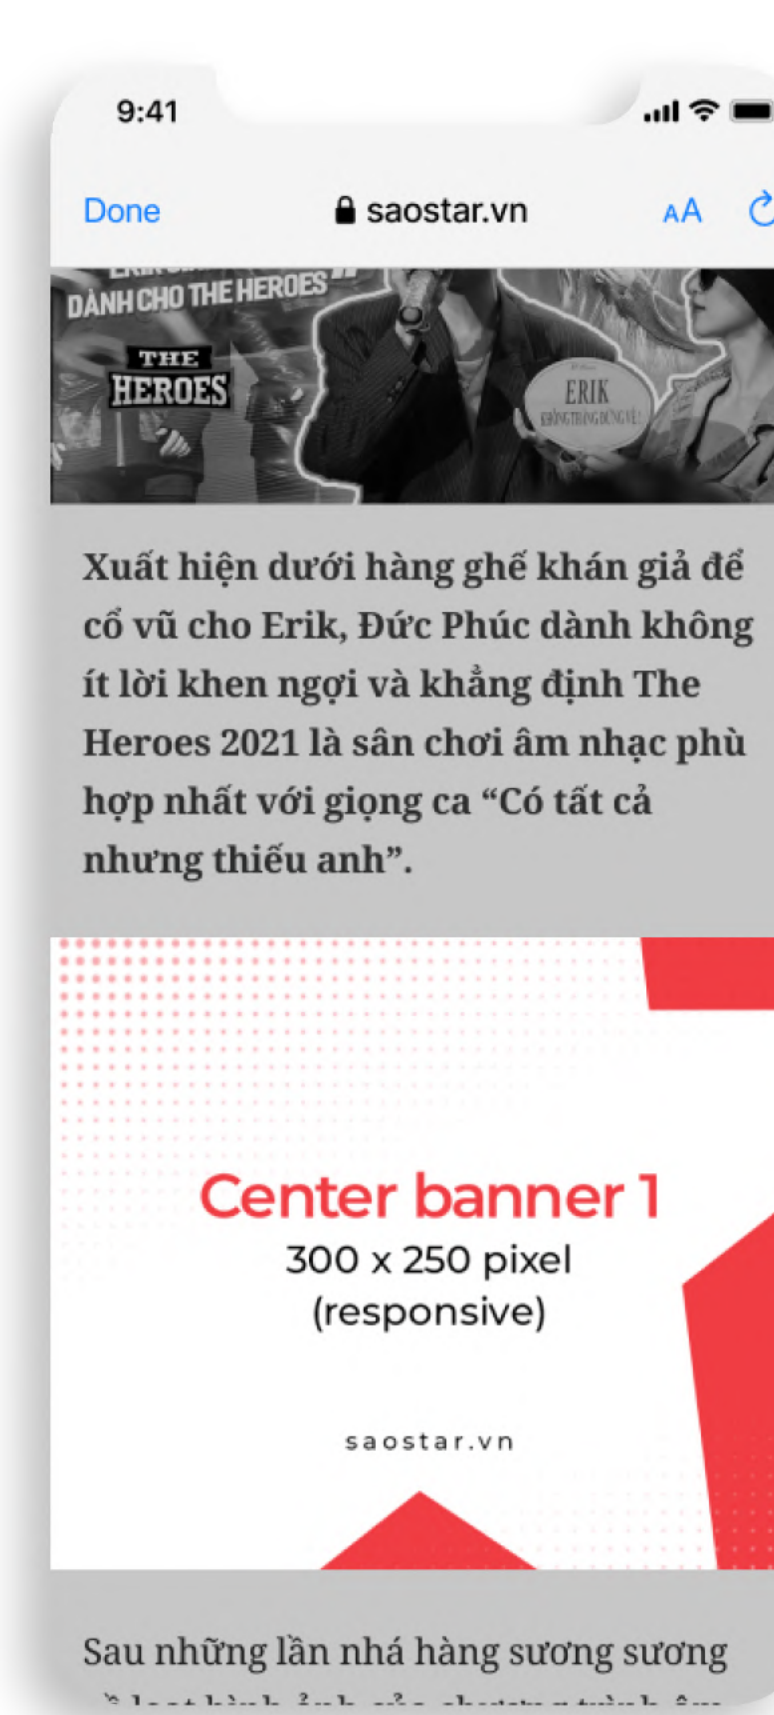 9:41
Done saostar.vn AA
DÀNH CHO THE HEROES”
THE
HEROES
ERIK
Xuất hiện dưới hàng ghế khán giả để
cổ vũ cho Erik, Đức Phúc dành không
ít lời khen ngợi và khẳng định The
Heroes 2021 là sân chơi âm nhạc phù
hợp nhất với giọng ca “Có tất cả
nhưng thiếu anh”.
Center banner 1
300 x 250 pixel
(responsive)
saostar.vn
Sau những lần nhá hàng sương sương